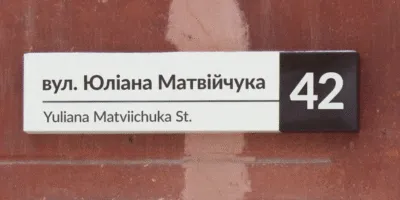 вул. Юліана Матвійчука
Yuliana Matviichuka St.
42